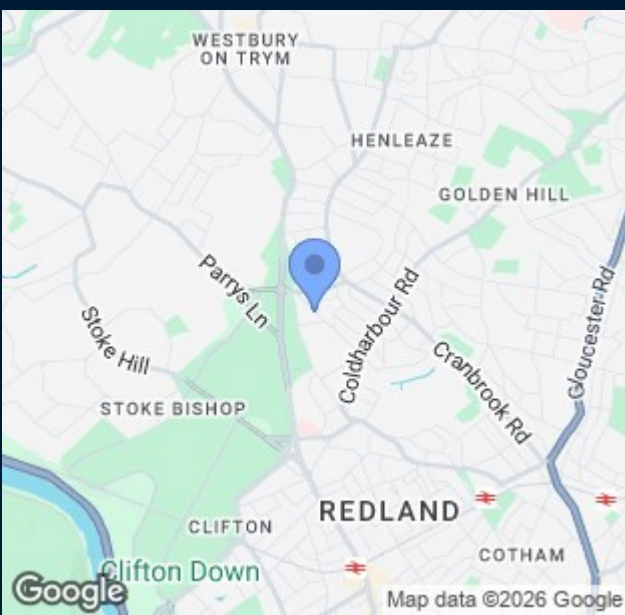 WESTBURY
ON TRYM
HENLEAZE
GOLDEN HILL
Parrys Ln
Coldharbour Rd
Gloucester Rd
Stoke Hill
Cranbrook Rd
STOKE BISHOP
REDLAND
CLIFTON
COTHAM
Clifton Down
Google
Map data ©2026 Google